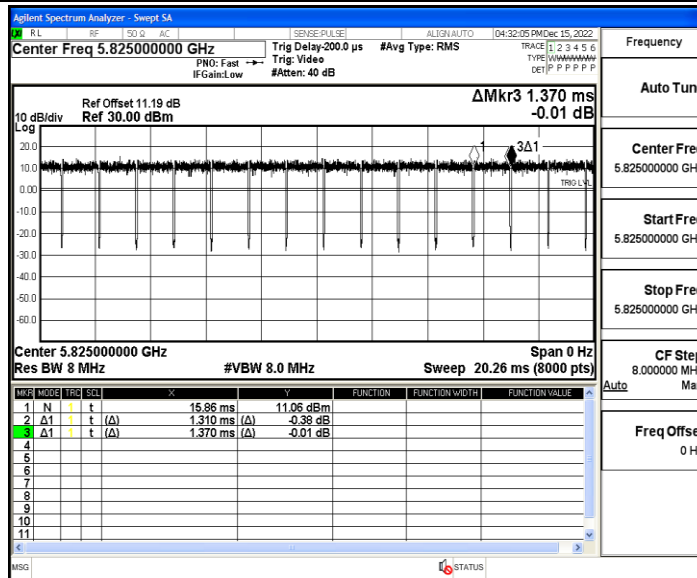 Agilent Spectrum Analyzer - Swept SA
RL RF 50 Ω AC SENSE:PULSE ALIGN AUTO 04:32:05 PM Dec 15, 2022
Center Freq 5.825000000 GHz
PNO: Fast
IFGain:Low
Trig Delay-200.0 µs
Trig: Video
#Atten: 40 dB
#Avg Type: RMS
TRACE 1 2 3 4 5 6
TYPE WWWWWW
DET P P P P P P
Frequency
Auto Tun
Center Fre
5.825000000 GH
Start Fre
5.825000000 GH
Stop Fre
5.825000000 GH
CF Step
8.000000 MH
Auto Ma
Freq Offse
0 H
ΔMkr3 1.370 ms
-0.01 dB
Ref Offset 11.19 dB
10 dB/div Ref 30.00 dBm
Log
1 3Δ1
20.0
10.0
TRIG LVL
0.00
-10.0
-20.0
-30.0
-40.0
-50.0
-60.0
Center 5.825000000 GHz Span 0 Hz
Res BW 8 MHz #VBW 8.0 MHz Sweep 20.26 ms (8000 pts)
MKR MODE TRC SCL X Y FUNCTION FUNCTION WIDTH FUNCTION VALUE
1 N 1 t 15.86 ms 11.06 dBm
2 Δ1 1 t (Δ) 1.310 ms (Δ) -0.38 dB
3 Δ1 1 t (Δ) 1.370 ms (Δ) -0.01 dB
4
5
6
7
8
9
10
11
MSG STATUS